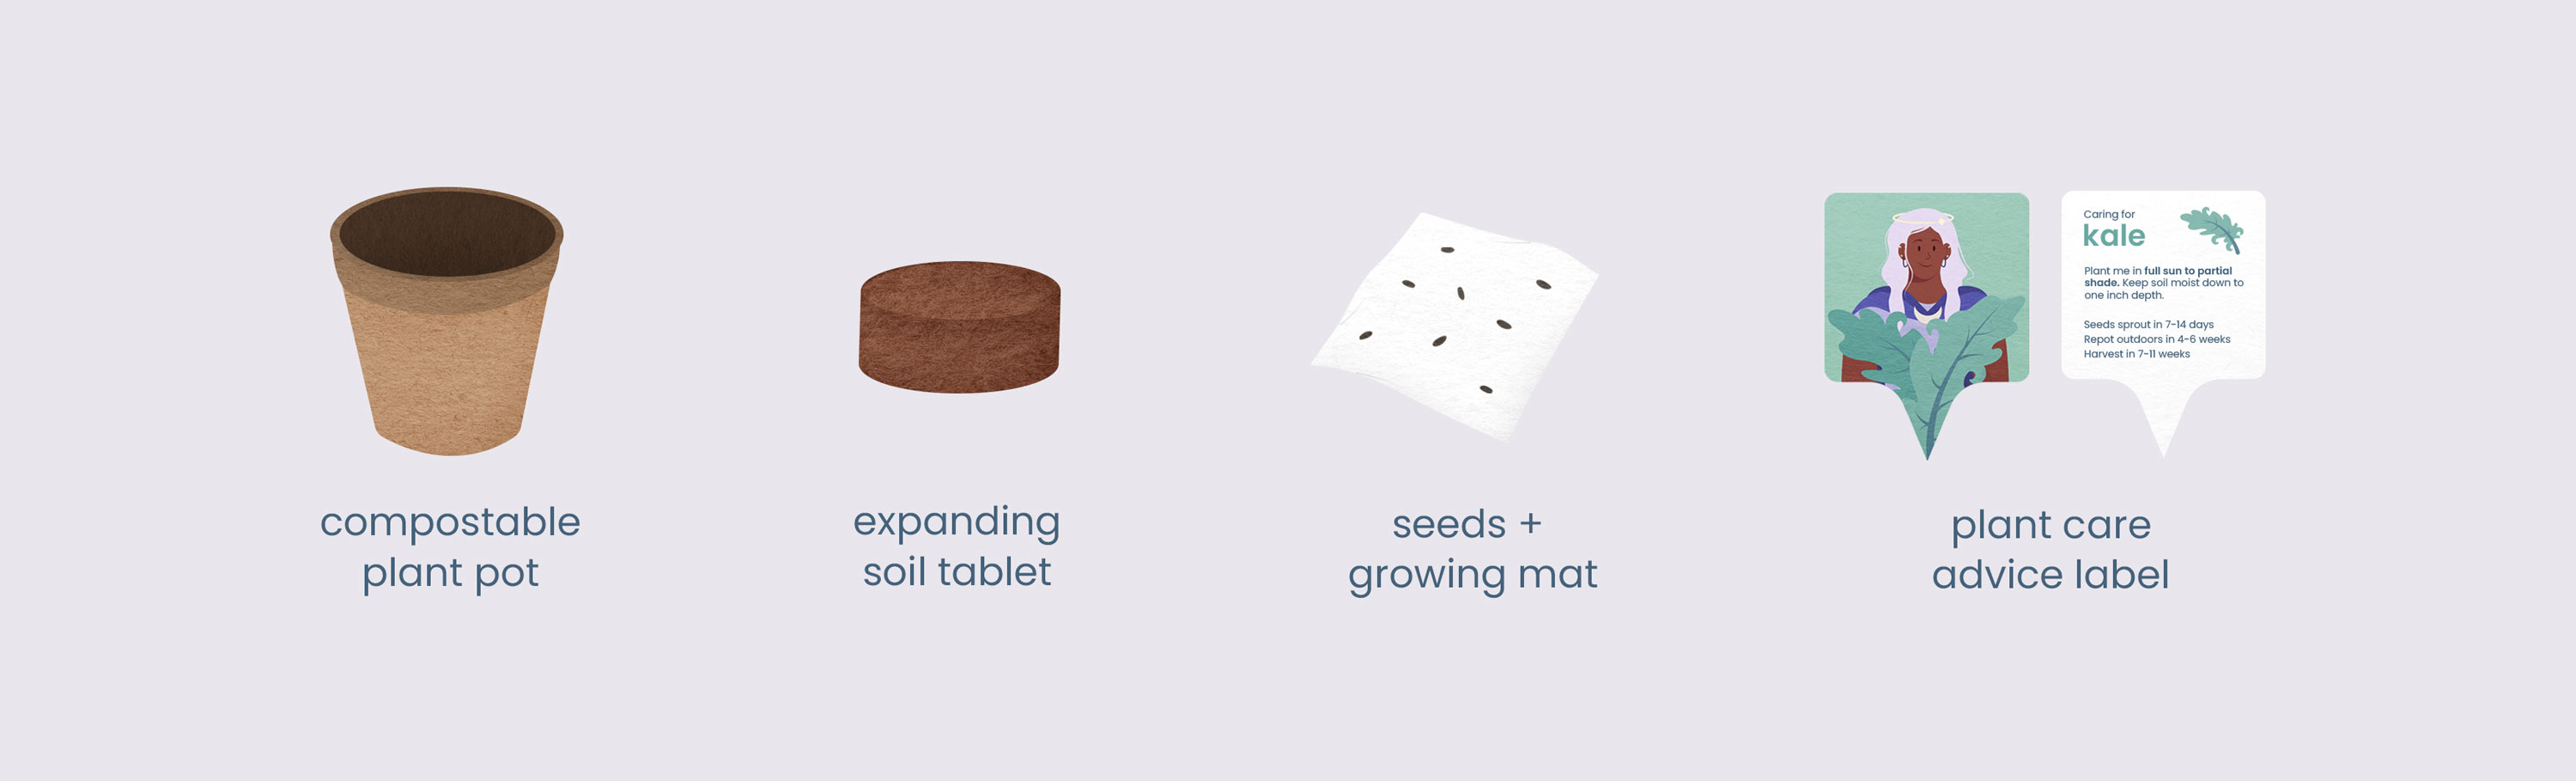 compostable
plant pot
expanding
soil tablet
seeds +
growing mat
Caring for
kale
Plant me in full sun to partial
shade. Keep soil moist down to
one inch depth.
Seeds sprout in 7-14 days
Repot outdoors in 4-6 weeks
Harvest in 7-11 weeks
plant care
advice label